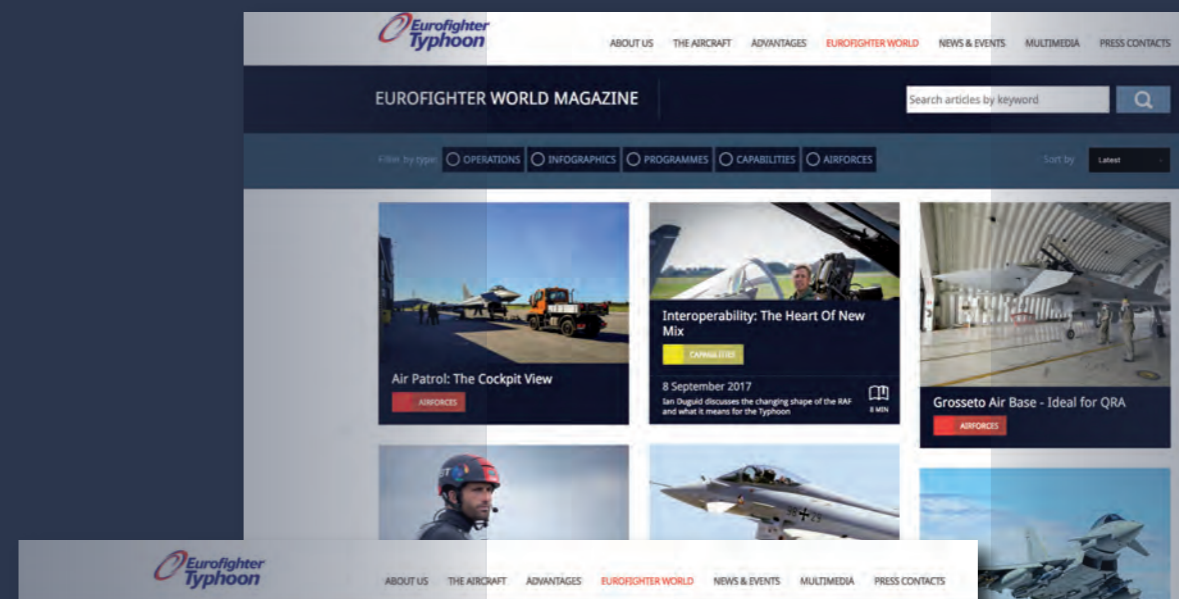 Eurofighter
Typhoon
ABOUT US THE AIRCRAFT ADVANTAGES EUROFIGHTER WORLD NEWS & EVENTS MULTIMEDIA PRESS CONTACTS
EUROFIGHTER WORLD MAGAZINE
Search articles by keyword
Filter by type: OPERATIONS INFOGRAPHICS PROGRAMMES CAPABILITIES AIRFORCES
Sort by Latest
Interoperability: The Heart Of New
Mix
CAPABILITIES
Air Patrol: The Cockpit View
AIRFORCES
8 September 2017
Ian Duguid discusses the changing shape of the RAF
and what it means for the Typhoon
8 MIN
Grosseto Air Base - Ideal for QRA
AIRFORCES
98+29
Eurofighter
Typhoon
ABOUT US THE AIRCRAFT ADVANTAGES EUROFIGHTER WORLD NEWS & EVENTS MULTIMEDIA PRESS CONTACTS